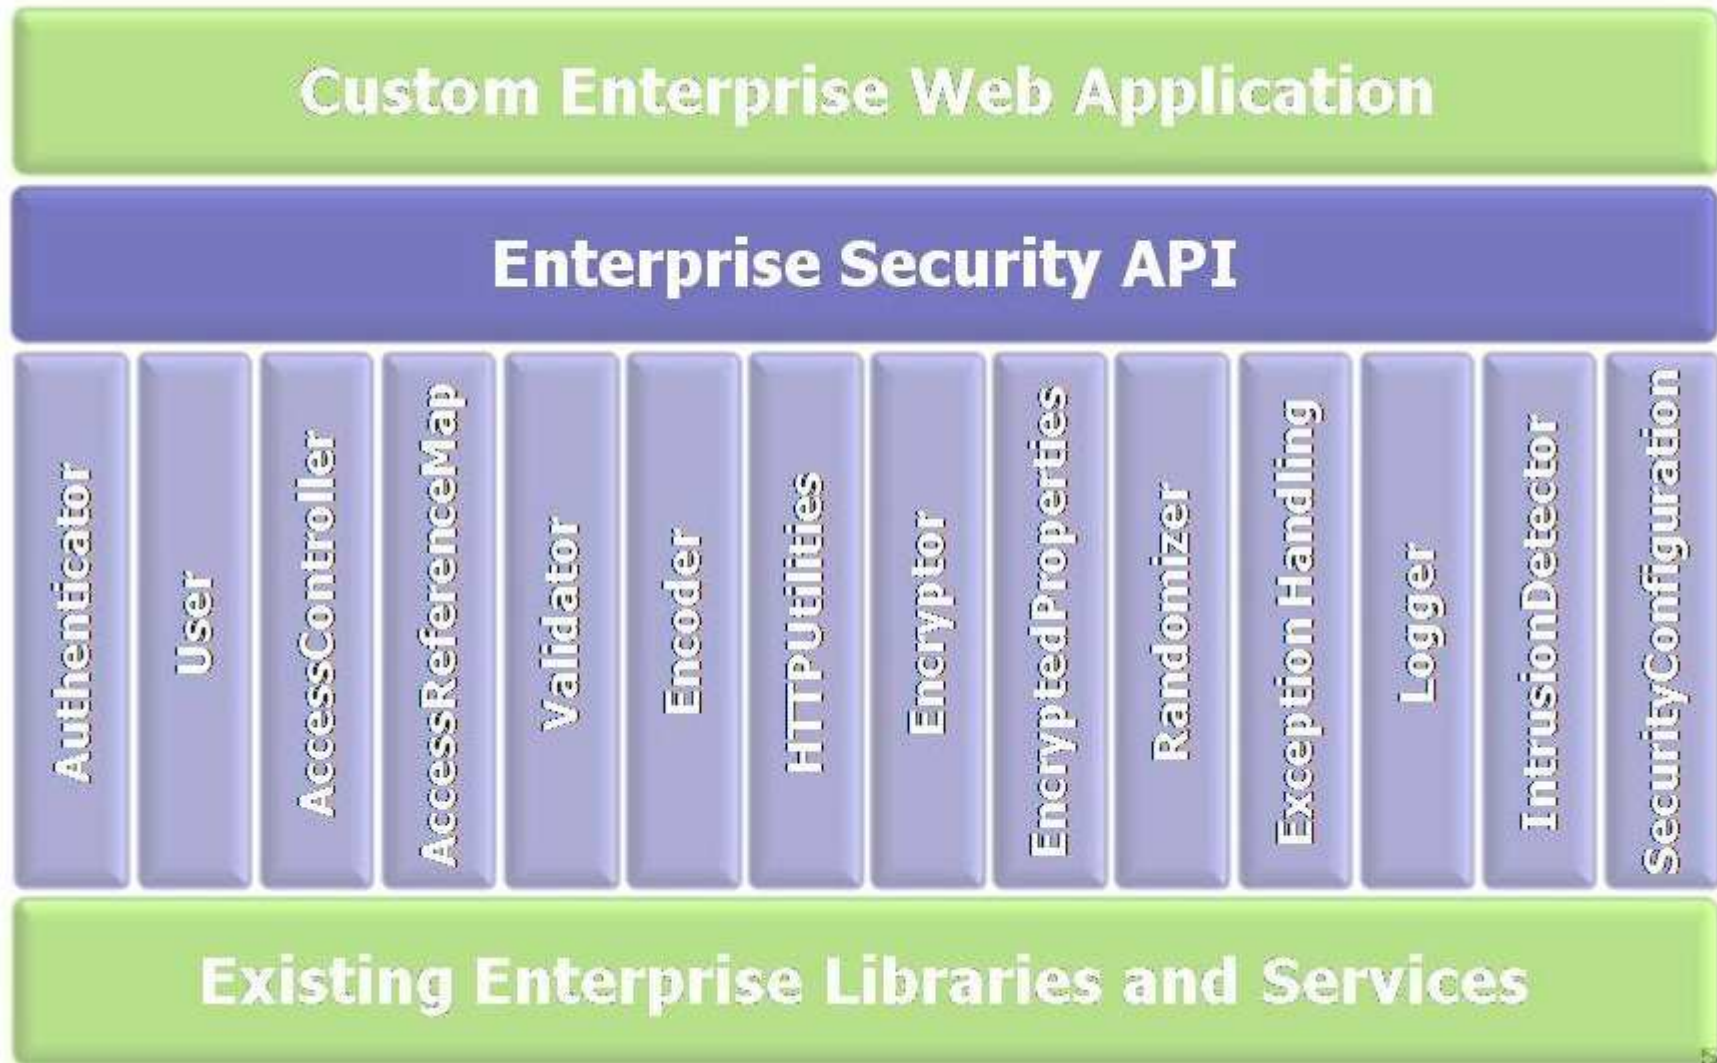 Custom Enterprise Web Application
Enterprise Security API
Authenticator
User
AccessController
AccessReferenceMap
Validator
Encoder
HTTPUtilities
Encryptor
EncryptedProperties
Randomizer
Exception Handling
Logger
IntrusionDetector
SecurityConfiguration
Existing Enterprise Libraries and Services